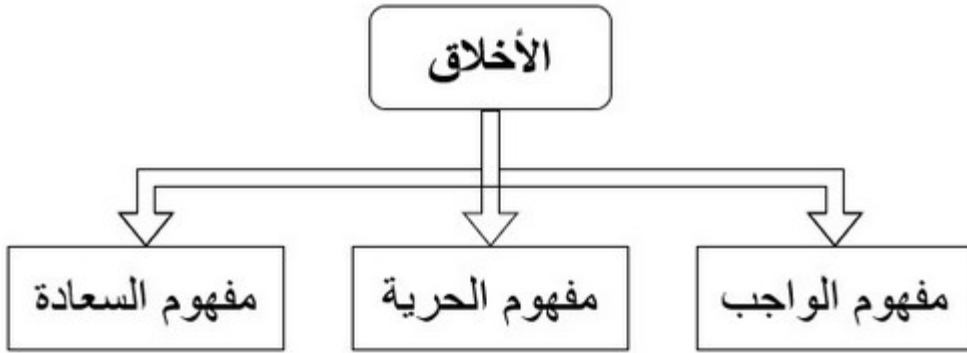 الأخلاق
مفهوم الواجب
مفهوم الحرية
مفهوم السعادة